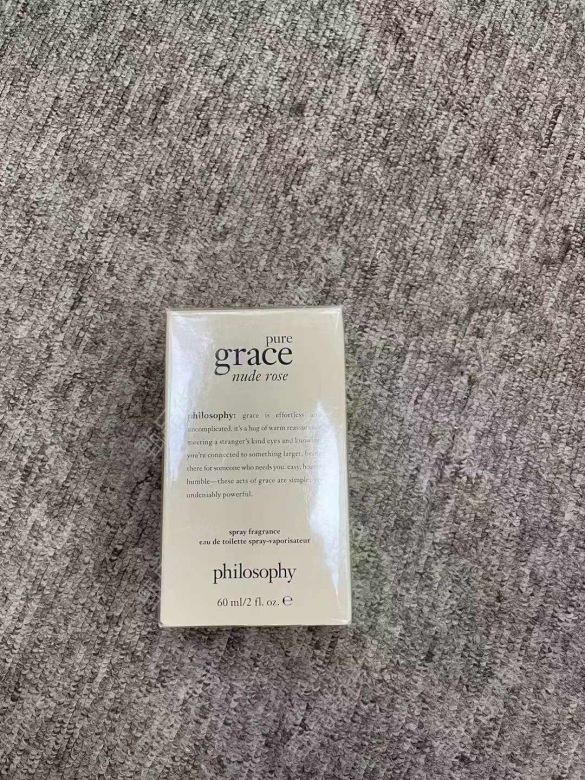 pure
grace
nude rose
philosophy: grace is effortless and
uncomplicated. it's a hug of warm
meeting a stranger's kind eyes and knowing
you're connected to something larger. being
there for someone who needs you. easy,
humble—these acts of grace are simple, yet
undeniably powerful.
spray fragrance
eau de toilette spray-vaporisateur
philosophy
60 ml/2 fl. oz. ℮